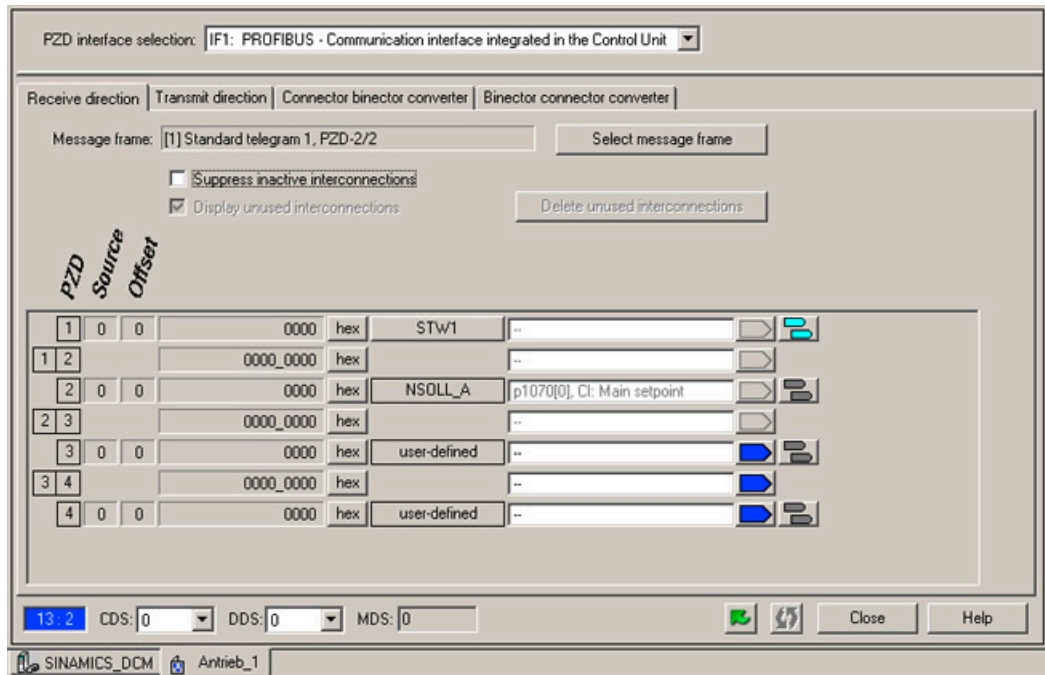 PZD interface selection: IF1: PROFIBUS - Communication interface integrated in the Control Unit
Receive direction Transmit direction Connector binector converter Binector connector converter
Message frame: [1] Standard telegram 1, PZD-2/2 Select message frame
Suppress inactive interconnections
Display unused interconnections Delete unused interconnections
PZD Source Offset
1 0 0 0000 hex STW1 --
1 2 0000_0000 hex --
2 0 0 0000 hex NSOLL_A p1070[0], CI: Main setpoint
2 3 0000_0000 hex --
3 0 0 0000 hex user-defined --
3 4 0000_0000 hex --
4 0 0 0000 hex user-defined --
13 : 2 CDS: 0 DDS: 0 MDS: 0 Close Help
SINAMICS_DCM Antrieb_1